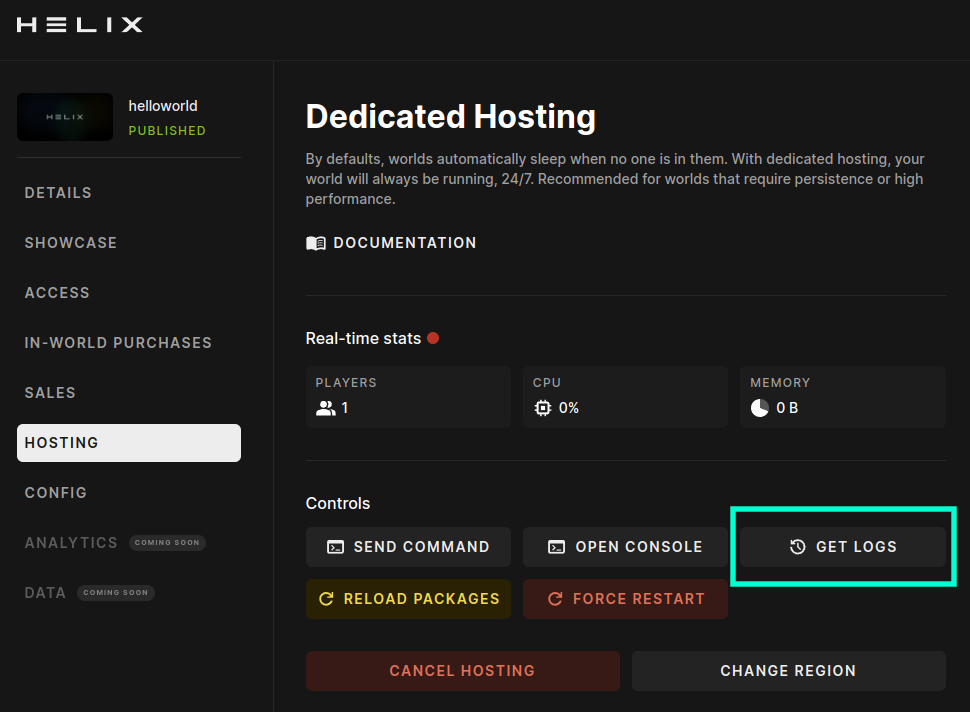 HELIX
HELIX
helloworld
PUBLISHED
DETAILS
SHOWCASE
ACCESS
IN-WORLD PURCHASES
SALES
HOSTING
CONFIG
ANALYTICS COMING SOON
DATA COMING SOON
Dedicated Hosting
By defaults, worlds automatically sleep when no one is in them. With dedicated hosting, your
world will always be running, 24/7. Recommended for worlds that require persistence or high
performance.
DOCUMENTATION
Real-time stats
PLAYERS CPU MEMORY
1 0% 0 B
Controls
SEND COMMAND OPEN CONSOLE GET LOGS
RELOAD PACKAGES FORCE RESTART
CANCEL HOSTING CHANGE REGION